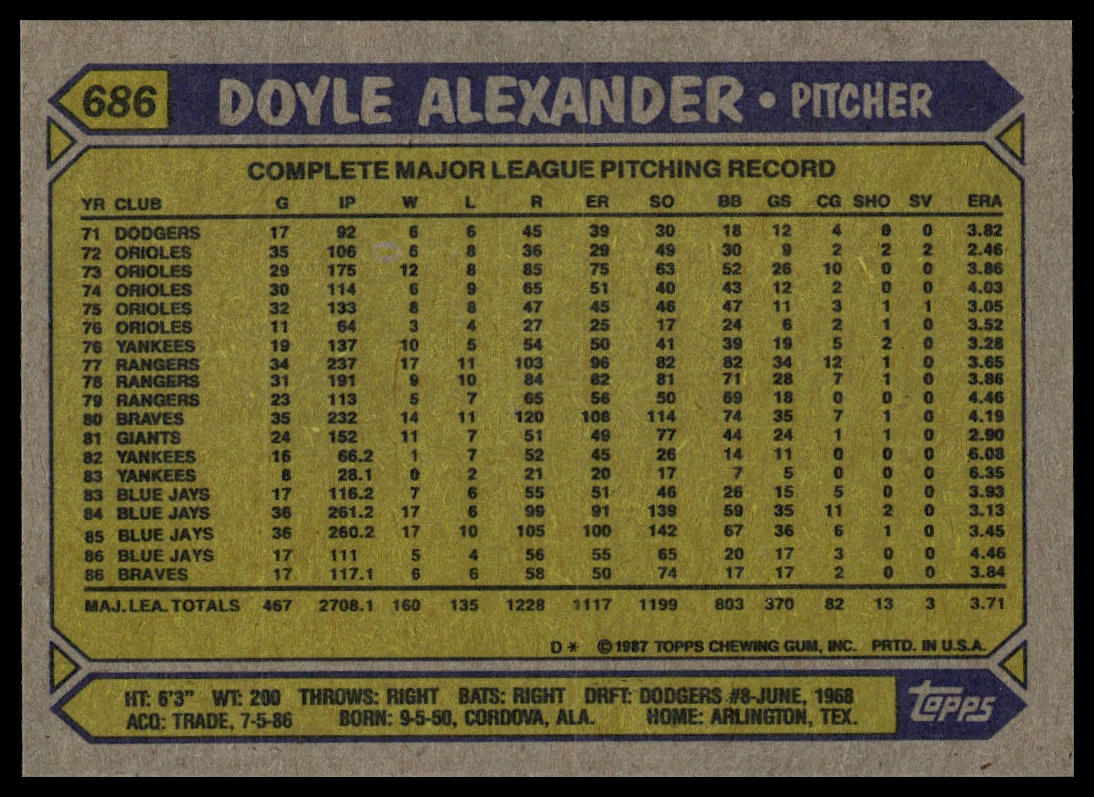 686 DOYLE ALEXANDER • PITCHER
COMPLETE MAJOR LEAGUE PITCHING RECORD
YR CLUB G IP W L R ER SO BB GS CG SHO SV ERA
71 DODGERS 17 92 6 6 45 39 30 18 12 4 0 0 3.82
72 ORIOLES 35 106 6 8 36 29 49 30 9 2 2 2 2.46
73 ORIOLES 29 175 12 8 85 75 63 52 26 10 0 0 3.86
74 ORIOLES 30 114 6 9 65 51 40 43 12 2 0 0 4.03
75 ORIOLES 32 133 8 8 47 45 46 47 11 3 1 1 3.05
76 ORIOLES 11 64 3 4 27 25 17 24 6 2 1 0 3.52
76 YANKEES 19 137 10 5 54 50 41 39 19 5 2 0 3.28
77 RANGERS 34 237 17 11 103 96 82 82 34 12 1 0 3.65
78 RANGERS 31 191 9 10 84 82 81 71 28 7 1 0 3.86
79 RANGERS 23 113 5 7 65 56 50 69 18 0 0 0 4.46
80 BRAVES 35 232 14 11 120 108 114 74 35 7 1 0 4.19
81 GIANTS 24 152 11 7 51 49 77 44 24 1 1 0 2.90
82 YANKEES 16 66.2 1 7 52 45 26 14 11 0 0 0 6.08
83 YANKEES 8 28.1 0 2 21 20 17 7 5 0 0 0 6.35
83 BLUE JAYS 17 116.2 7 6 55 51 46 26 15 5 0 0 3.93
84 BLUE JAYS 36 261.2 17 6 99 91 139 59 35 11 2 0 3.13
85 BLUE JAYS 36 260.2 17 10 105 100 142 67 36 6 1 0 3.45
86 BLUE JAYS 17 111 5 4 56 55 65 20 17 3 0 0 4.46
86 BRAVES 17 117.1 6 6 58 50 74 17 17 2 0 0 3.84
MAJ. LEA. TOTALS 467 2708.1 160 135 1228 1117 1199 803 370 82 13 3 3.71
D * © 1987 TOPPS CHEWING GUM, INC. PRTD. IN U.S.A.
HT: 6'3" WT: 200 THROWS: RIGHT BATS: RIGHT DRFT: DODGERS #8-JUNE, 1968
ACQ: TRADE, 7-5-86 BORN: 9-5-50, CORDOVA, ALA. HOME: ARLINGTON, TEX.
topps